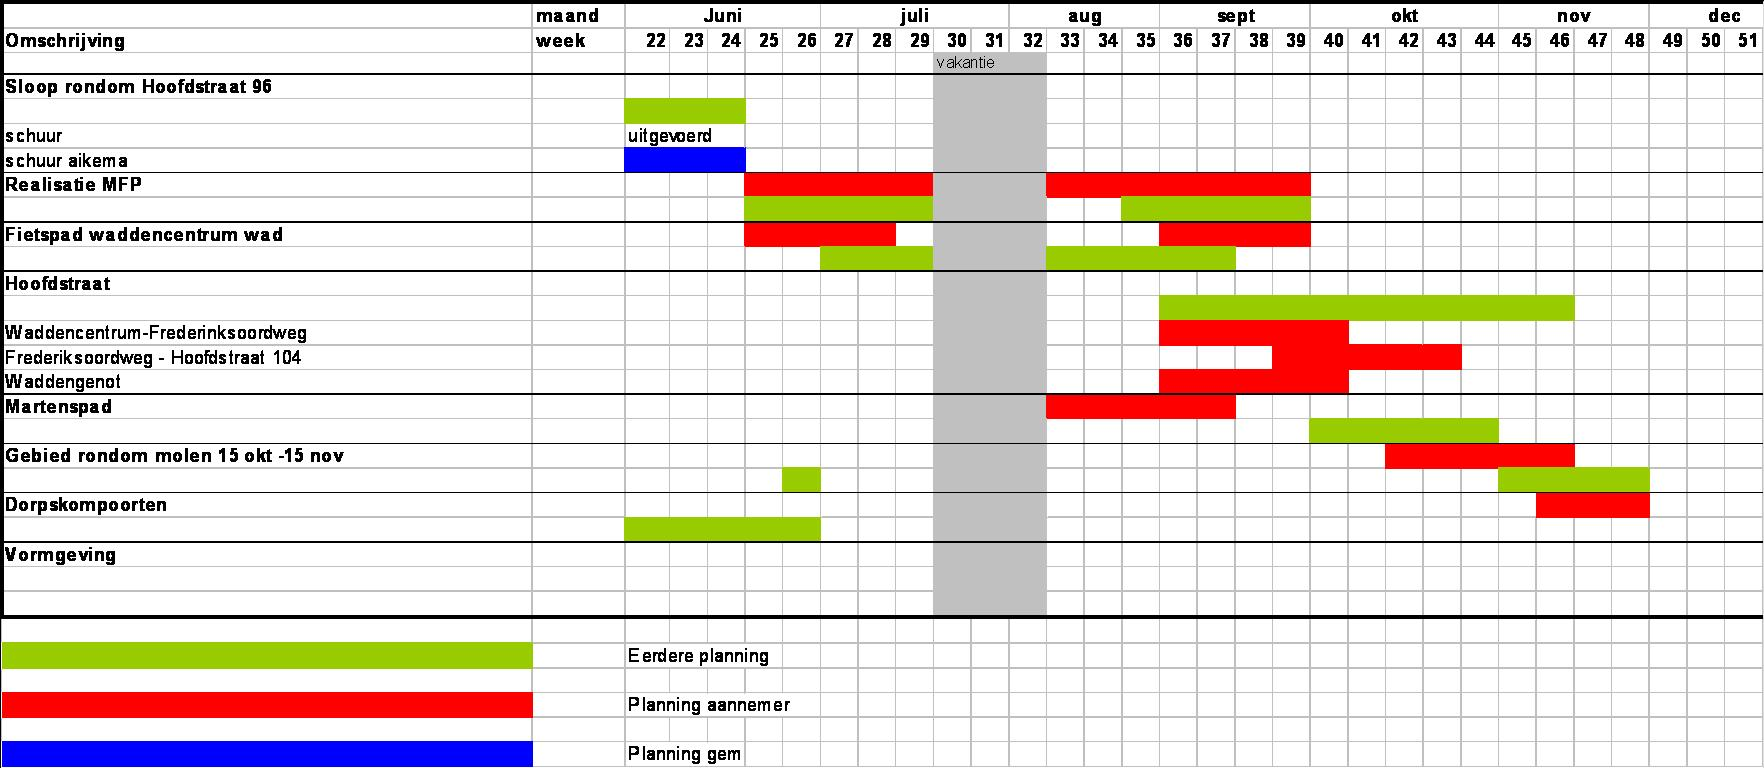 maand Juni juli aug sept okt nov dec
Omschrijving week 22 23 24 25 26 27 28 29 30 31 32 33 34 35 36 37 38 39 40 41 42 43 44 45 46 47 48 49 50 51
vakantie
Sloop rondom Hoofdstraat 96
schuur uitgevoerd
schuur aikema
Realisatie MFP
Fietspad waddencentrum wad
Hoofdstraat
Waddencentrum-Frederinksoordweg
Frederiksoordweg - Hoofdstraat 104
Waddengenot
Martenspad
Gebied rondom molen 15 okt -15 nov
Dorpskompoorten
Vormgeving
Eerdere planning
Planning aannemer
Planning gem